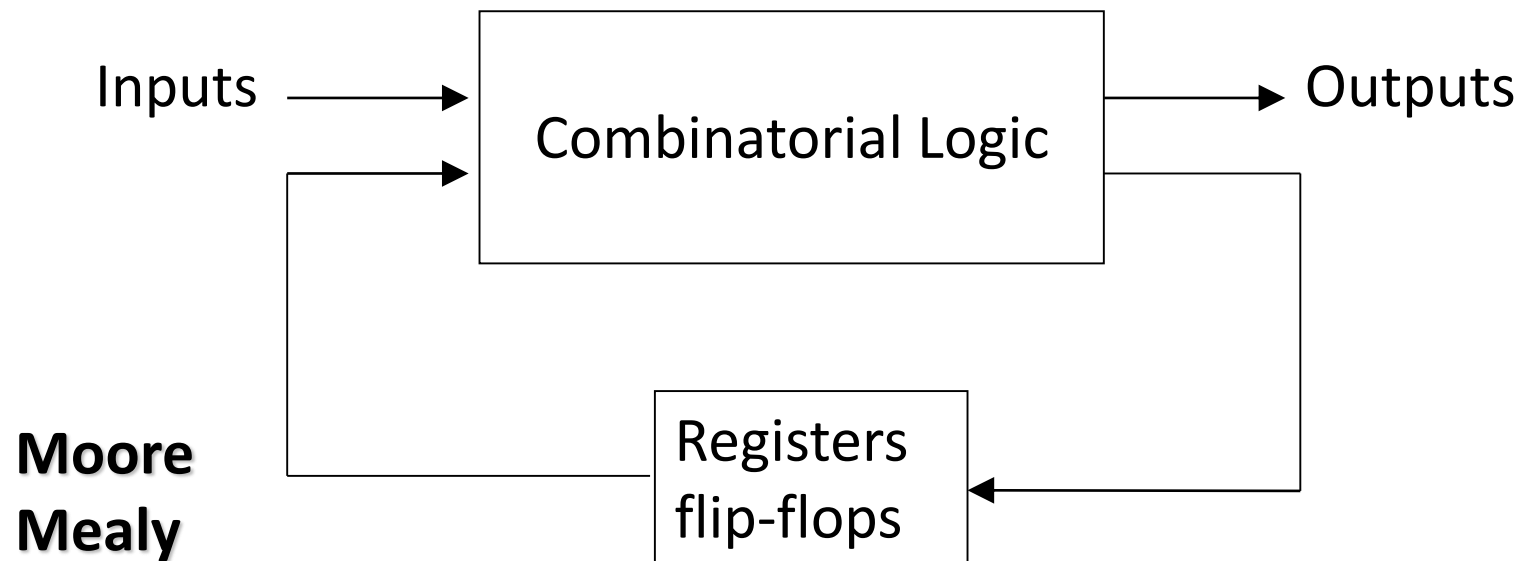 Inputs
Outputs
Combinatorial Logic
Registers
flip-flops
Moore
Mealy